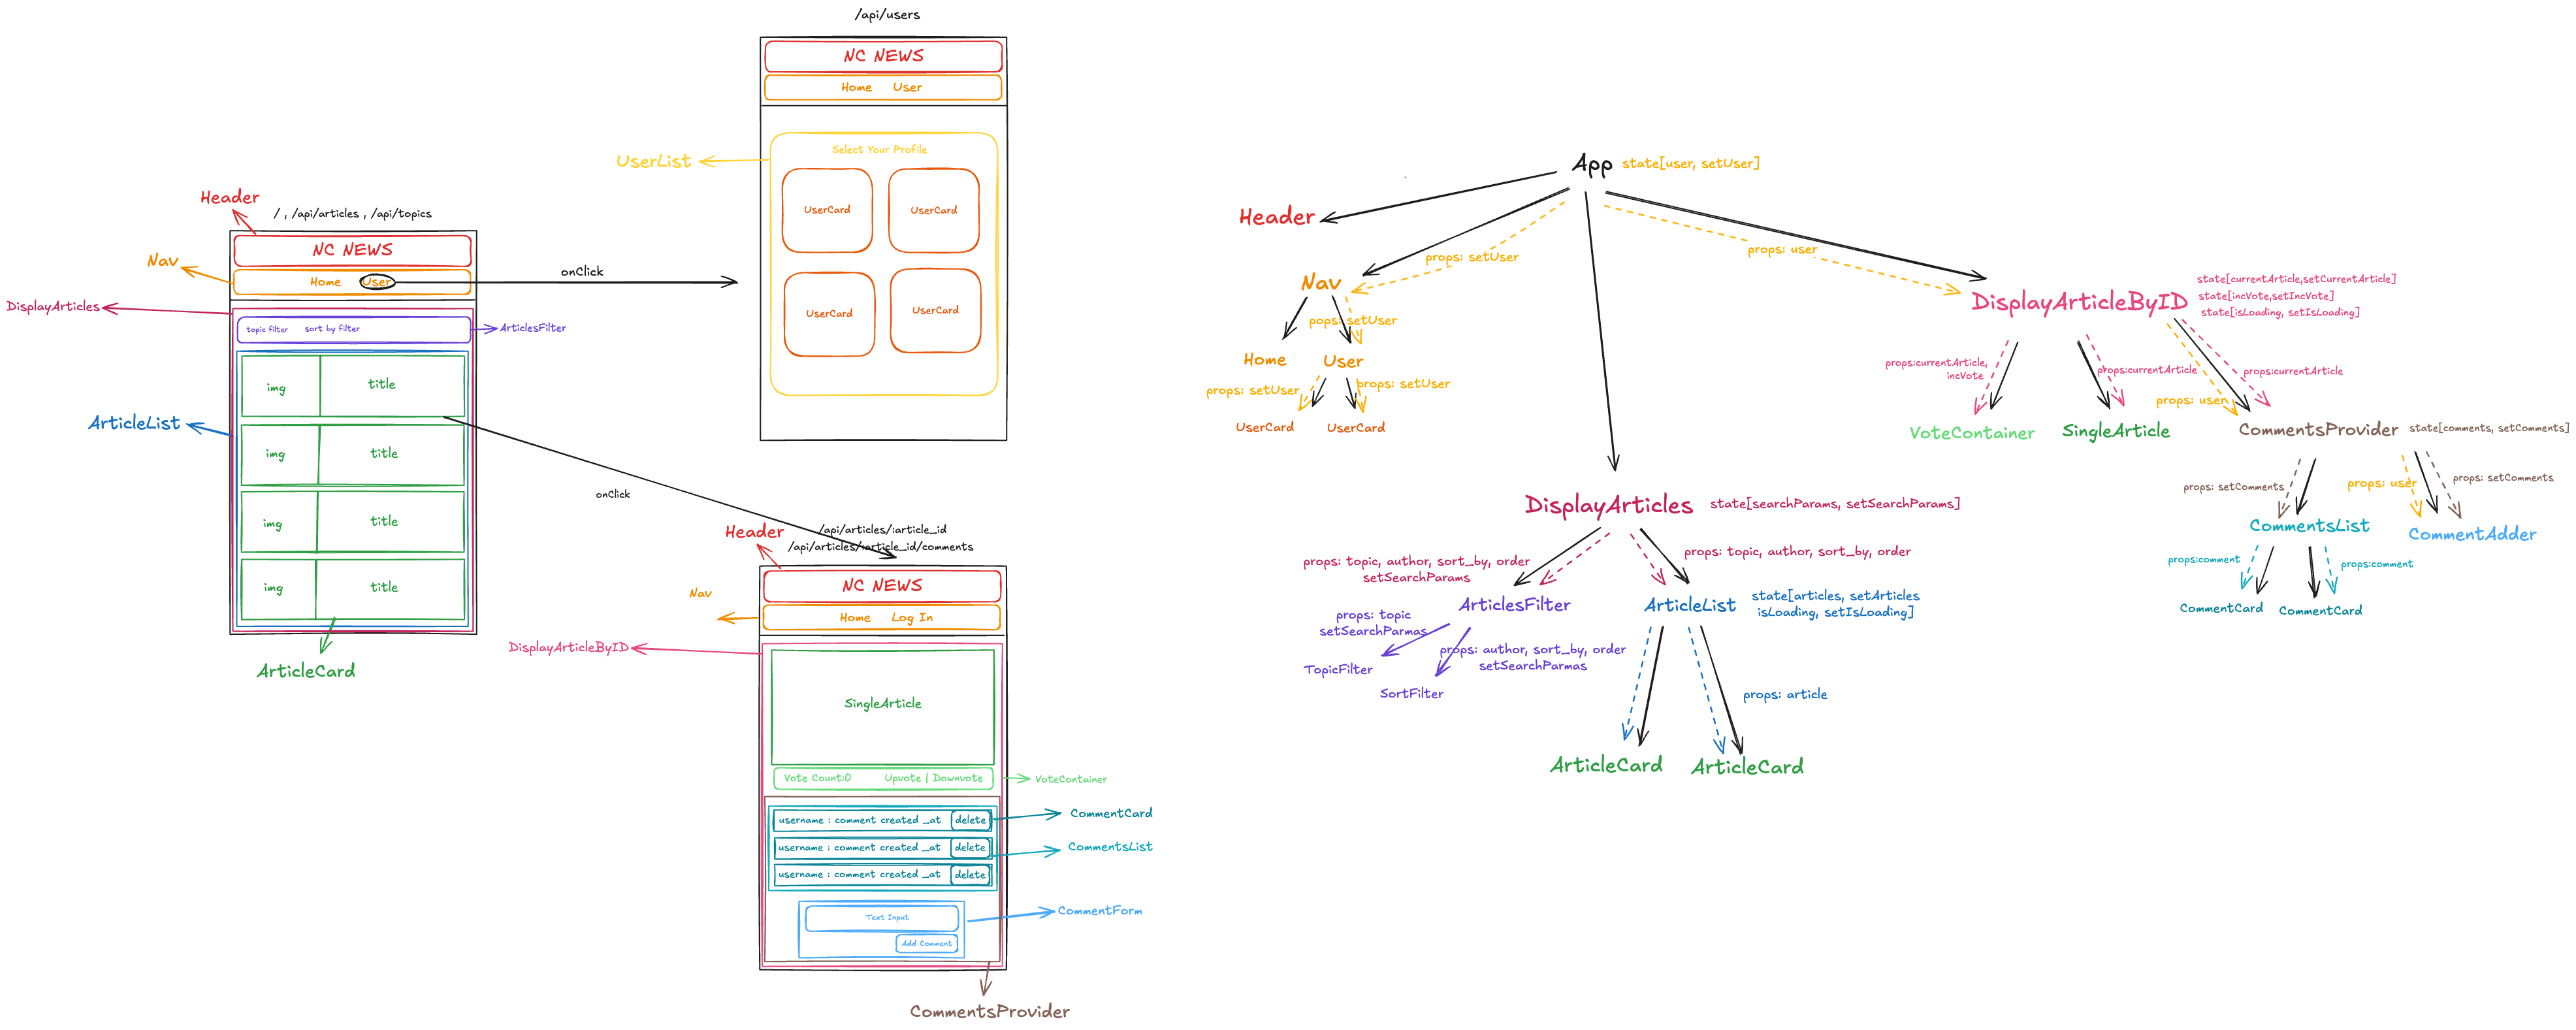 /api/users
NC NEWS
Home User
UserList
Select Your Profile
UserCard
UserCard
UserCard
UserCard
Header
/ , /api/articles , /api/topics
Nav
NC NEWS
Home User
onClick
DisplayArticles
topic filter sort by filter
ArticlesFilter
img title
ArticleList
img title
img title
img title
ArticleCard
onClick
Header
/api/articles/:article_id
/api/articles/:article_id/comments
NC NEWS
Nav
Home Log In
DisplayArticleByID
SingleArticle
Vote Count:0 Upvote | Downvote
VoteContainer
username : comment created _at delete
CommentCard
username : comment created _at delete
CommentsList
username : comment created _at delete
Text Input
CommentForm
Add Comment
CommentsProvider
App
state[user, setUser]
Header
props: setUser
props: user
Nav
pops: setUser
Home
User
props: setUser
props: setUser
UserCard
UserCard
DisplayArticleByID
state[currentArticle,setCurrentArticle]
state[incVote,setIncVote]
state[isLoading, setIsLoading]
props:currentArticle,
incVote
props:currentArticle
props:currentArticle
props: user
VoteContainer
SingleArticle
CommentsProvider
state[comments, setComments]
props: setComments
props: user
props: setComments
CommentsList
CommentAdder
props:comment
props:comment
CommentCard
CommentCard
DisplayArticles
state[searchParams, setSearchParams]
props: topic, author, sort_by, order
setSearchParams
props: topic, author, sort_by, order
ArticlesFilter
ArticleList
state[articles, setArticles
isLoading, setIsLoading]
props: topic
setSearchParmas
props: author, sort_by, order
setSearchParmas
TopicFilter
SortFilter
props: article
ArticleCard
ArticleCard